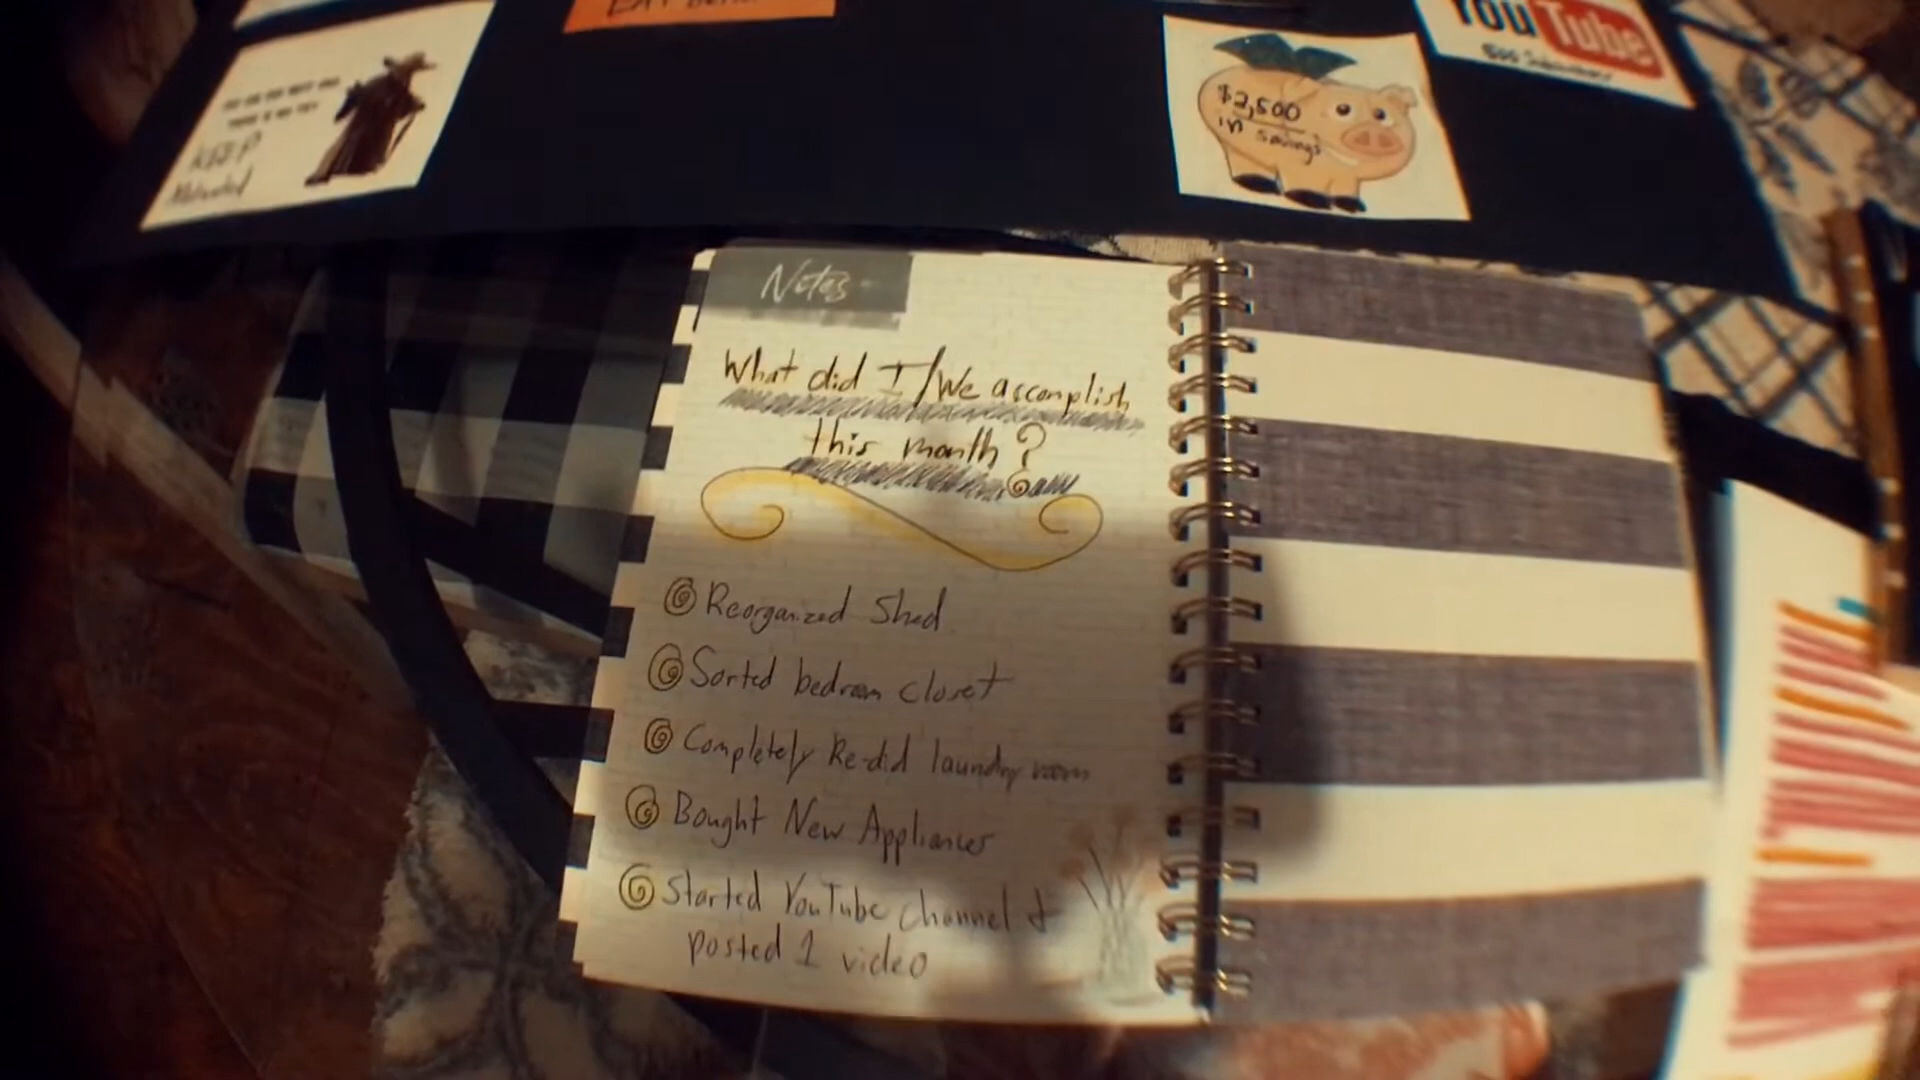 YouTube
$2,500
in savings
Keep
Motivated
Notes
What did I/We accomplish
this month?
Reorganized Shed
Sorted bedroom closet
Completely Re-did laundry room
Bought New Appliances
Started YouTube channel &
posted 1 video